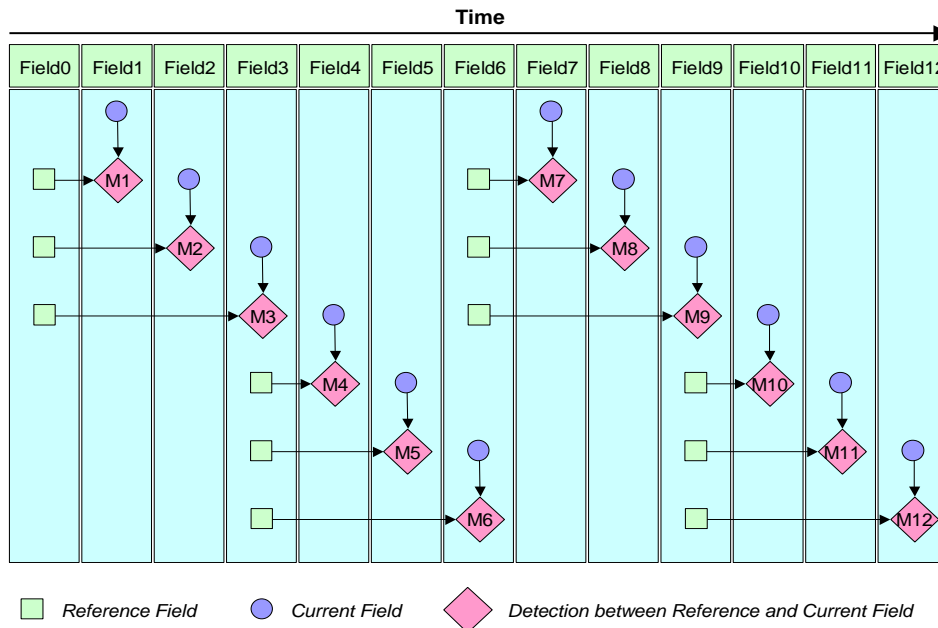 Time
Field0 Field1 Field2 Field3 Field4 Field5 Field6 Field7 Field8 Field9 Field10 Field11 Field12
M1 M7
M2 M8
M3 M9
M4 M10
M5 M11
M6 M12
Reference Field Current Field Detection between Reference and Current Field